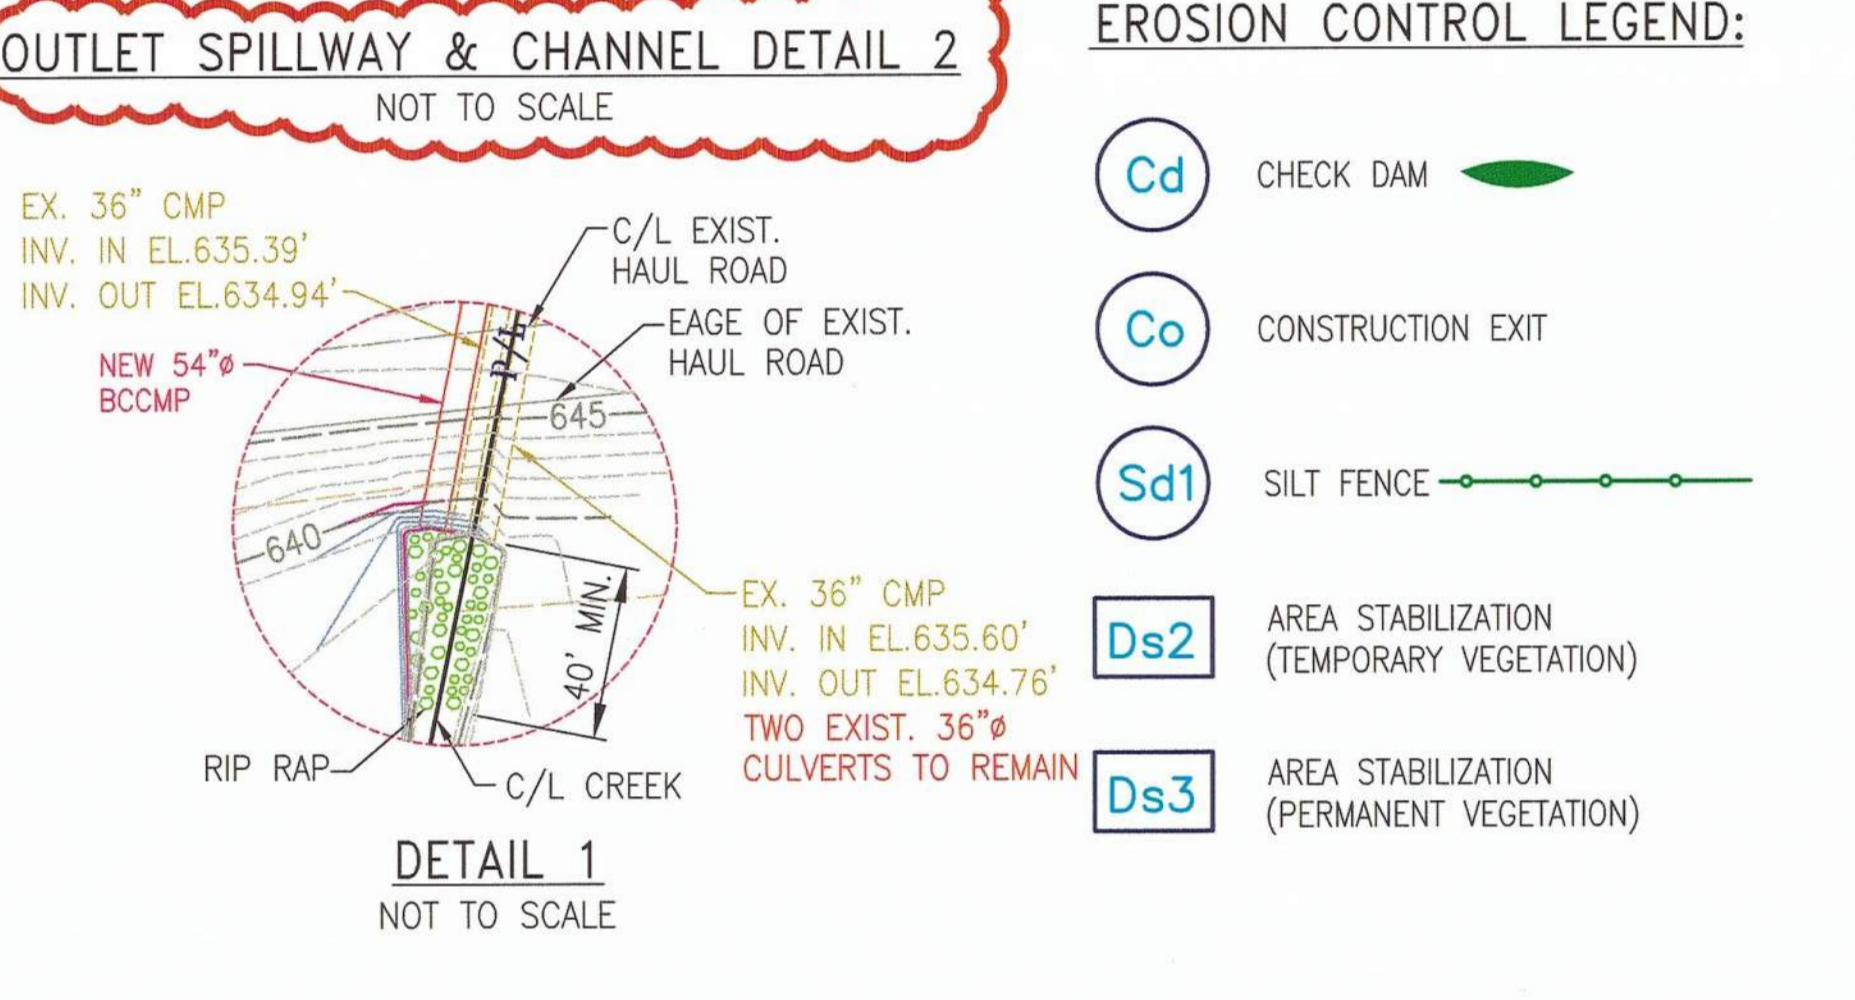 OUTLET SPILLWAY & CHANNEL DETAIL 2
NOT TO SCALE
EX. 36" CMP
INV. IN EL.635.39'
INV. OUT EL.634.94'
NEW 54"ø
BCCMP
C/L EXIST.
HAUL ROAD
EAGE OF EXIST.
HAUL ROAD
P/L
645
640
40' MIN.
EX. 36" CMP
INV. IN EL.635.60'
INV. OUT EL.634.76'
TWO EXIST. 36"ø
CULVERTS TO REMAIN
RIP RAP
C/L CREEK
DETAIL 1
NOT TO SCALE
EROSION CONTROL LEGEND:
Cd CHECK DAM
Co CONSTRUCTION EXIT
Sd1 SILT FENCE
Ds2 AREA STABILIZATION
(TEMPORARY VEGETATION)
Ds3 AREA STABILIZATION
(PERMANENT VEGETATION)